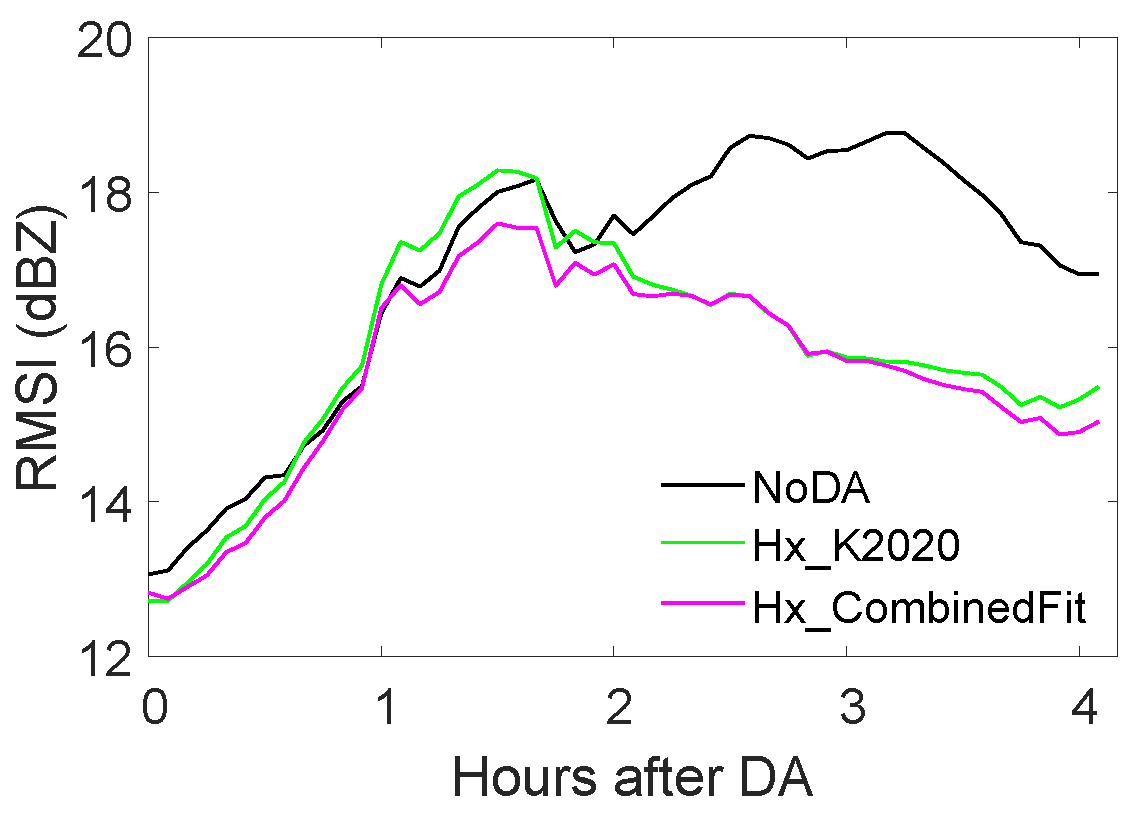 20
18
16
14
12
RMSI (dBZ)
NoDA
Hx_K2020
Hx_CombinedFit
0 1 2 3 4
Hours after DA